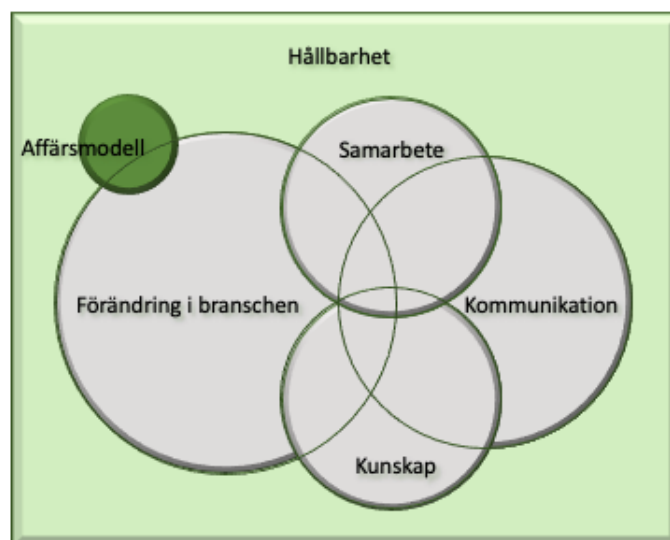 Hållbarhet
Affärsmodell
Samarbete
Förändring i branschen
Kommunikation
Kunskap